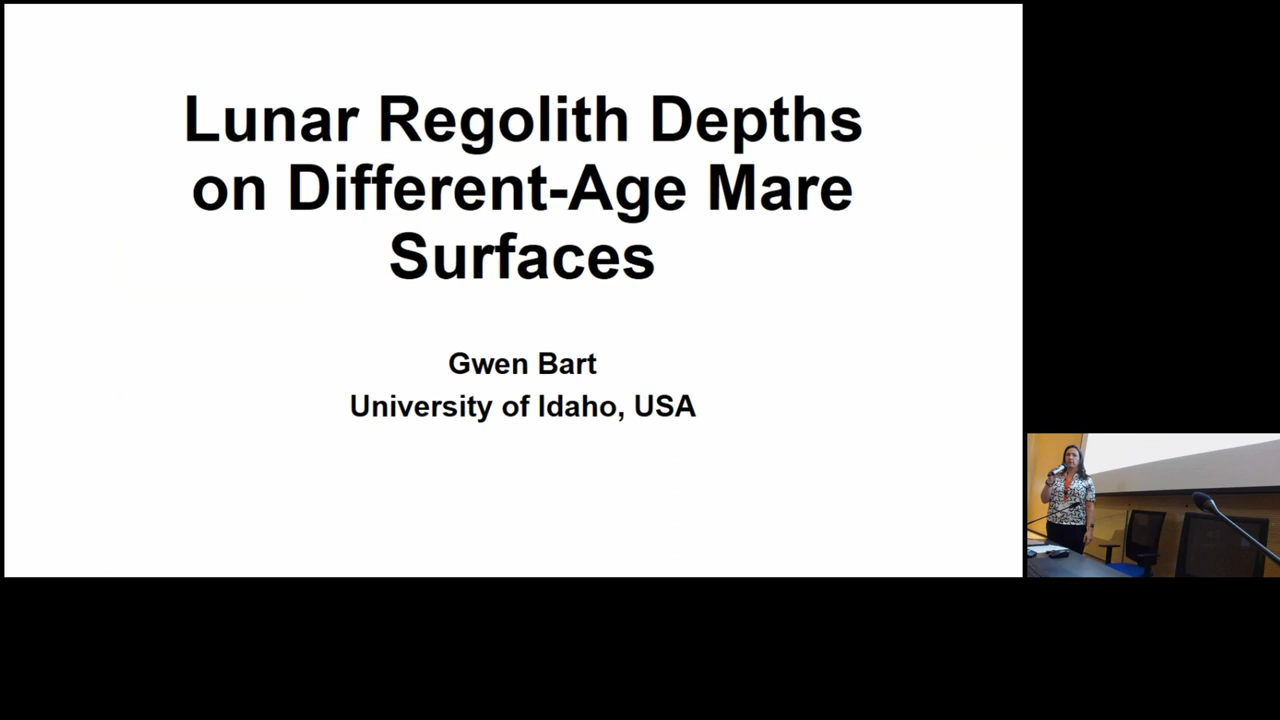 Lunar Regolith Depths
on Different-Age Mare
Surfaces
Gwen Bart
University of Idaho, USA